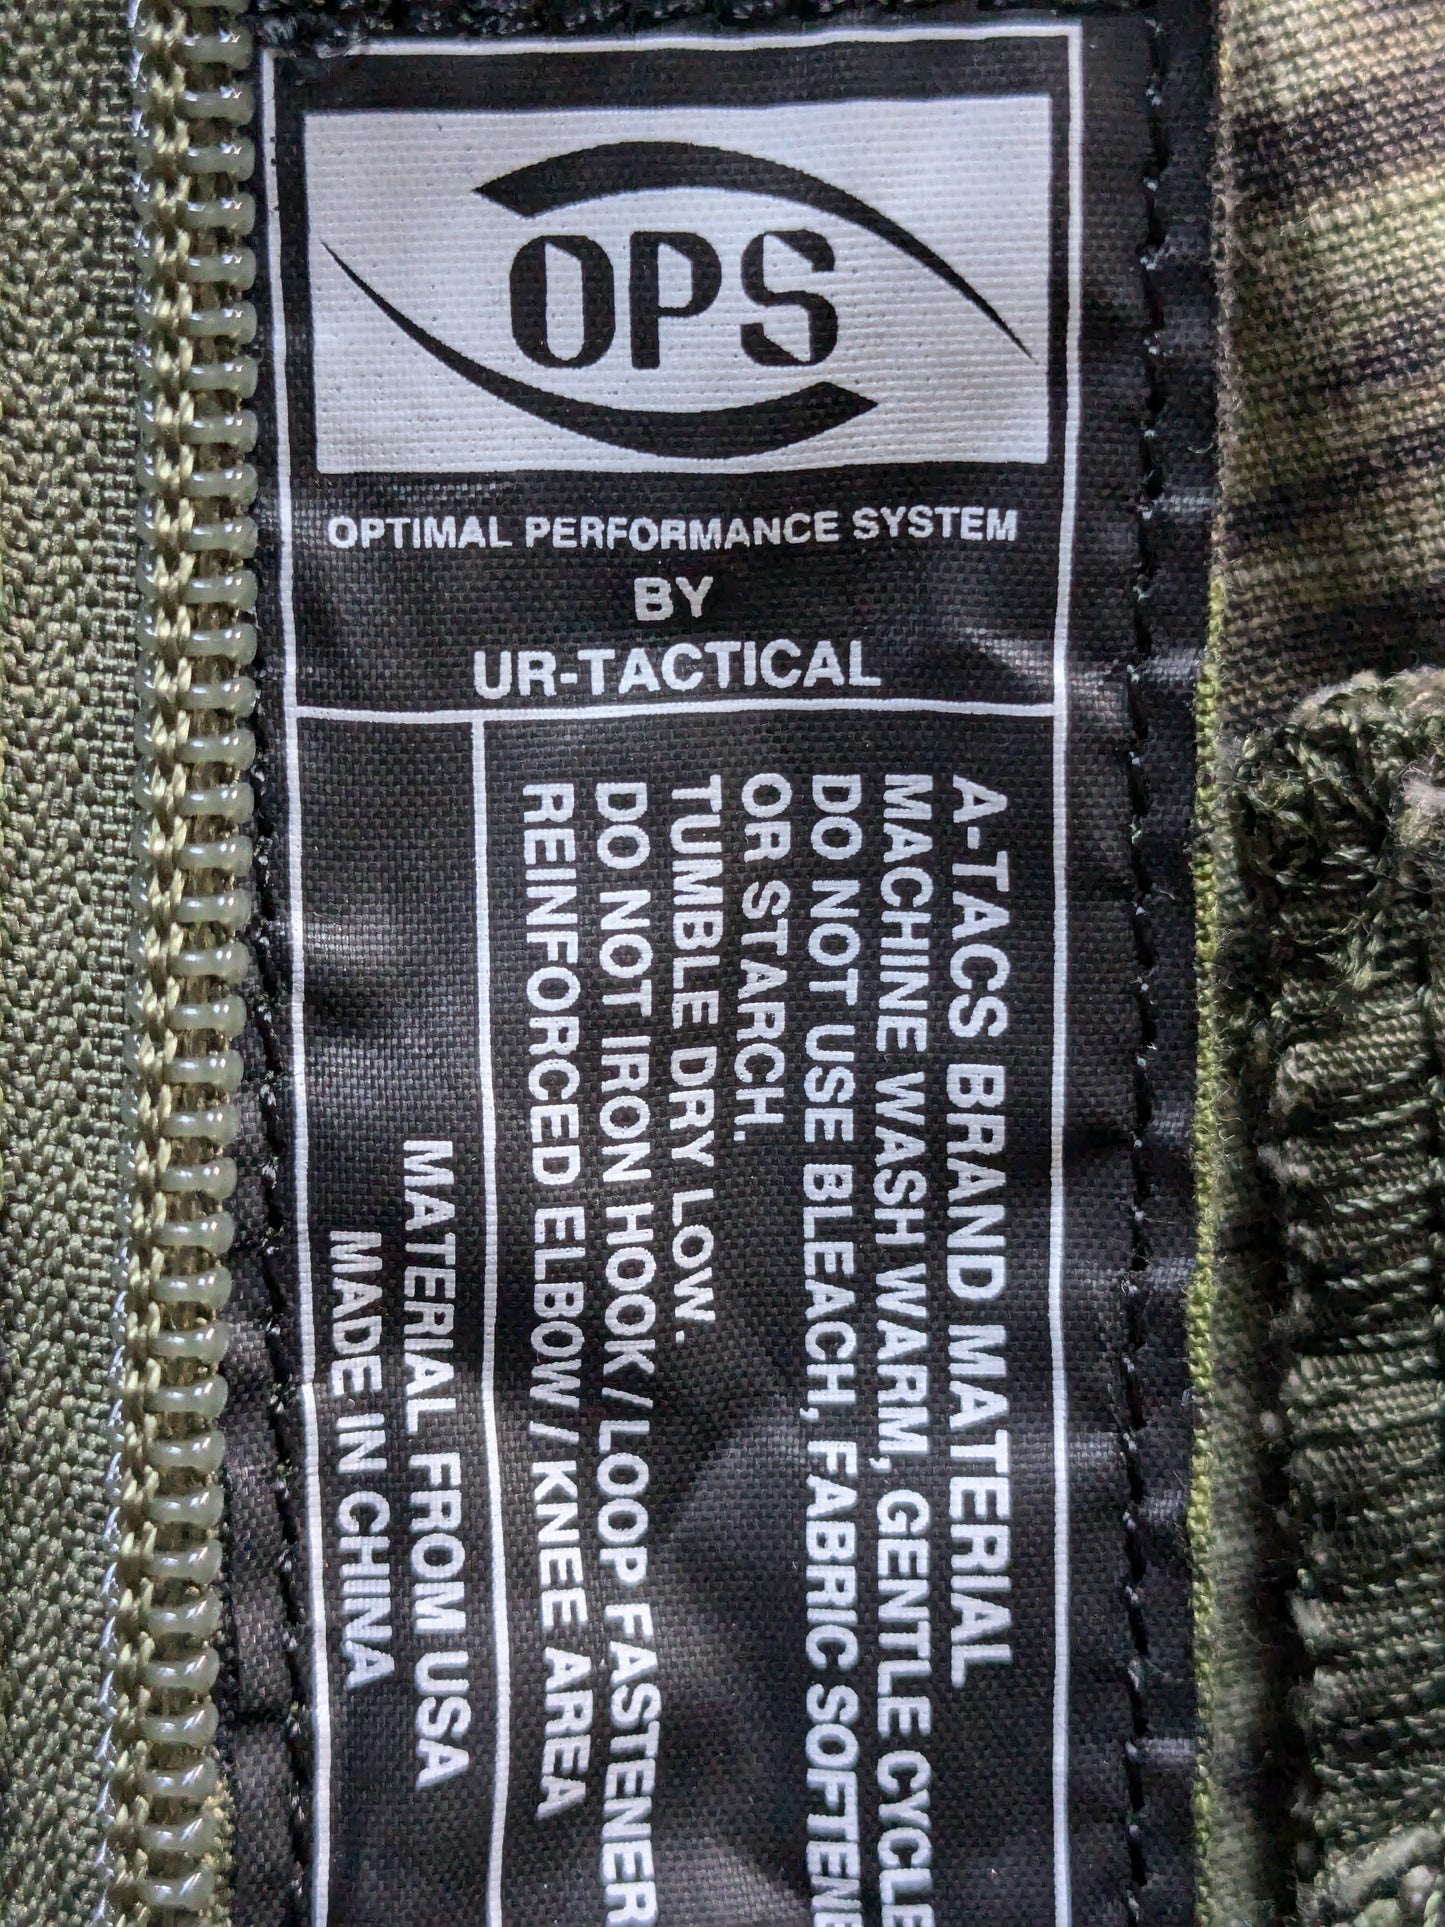 OPS
OPTIMAL PERFORMANCE SYSTEM
BY
UR-TACTICAL
A-TACS BRAND MATERIAL
MACHINE WASH WARM, GENTLE CYCLE
DO NOT USE BLEACH, FABRIC SOFTEN
OR STARCH.
TUMBLE DRY LOW.
DO NOT IRON HOOK / LOOP FASTENER
REINFORCED ELBOW / KNEE AREA
MATERIAL FROM USA
MADE IN CHINA